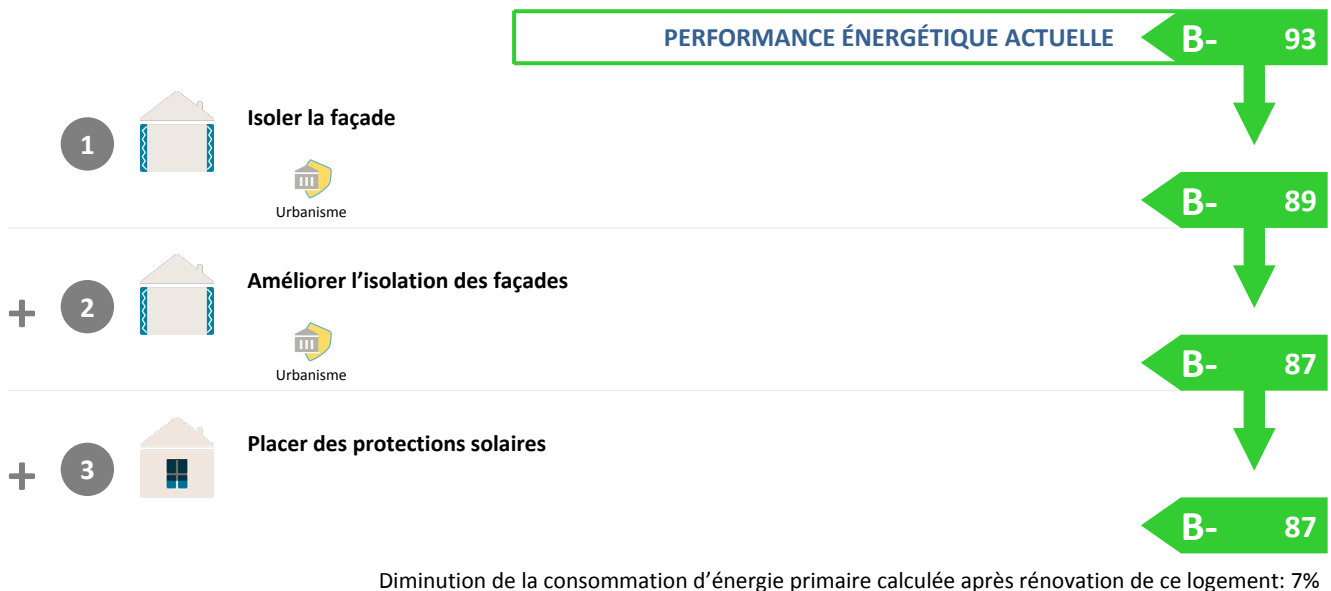 PERFORMANCE ÉNERGÉTIQUE ACTUELLE B- 93
1 Isoler la façade
Urbanisme
B- 89
+ 2 Améliorer l’isolation des façades
Urbanisme
B- 87
+ 3 Placer des protections solaires
B- 87
Diminution de la consommation d’énergie primaire calculée après rénovation de ce logement: 7%